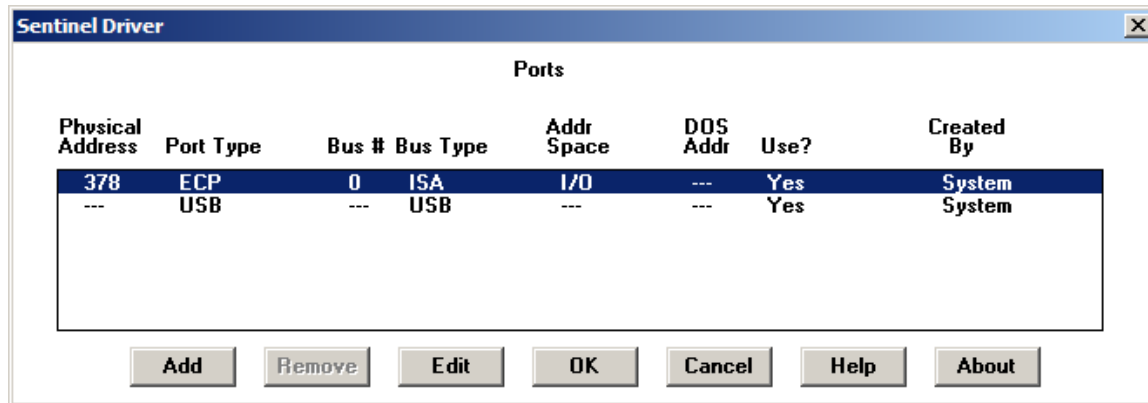 Sentinel Driver
Ports
Physical Address Port Type Bus # Bus Type Addr Space DOS Addr Use? Created By
378 ECP 0 ISA I/O --- Yes System
--- USB --- USB --- --- Yes System
Add Remove Edit OK Cancel Help About